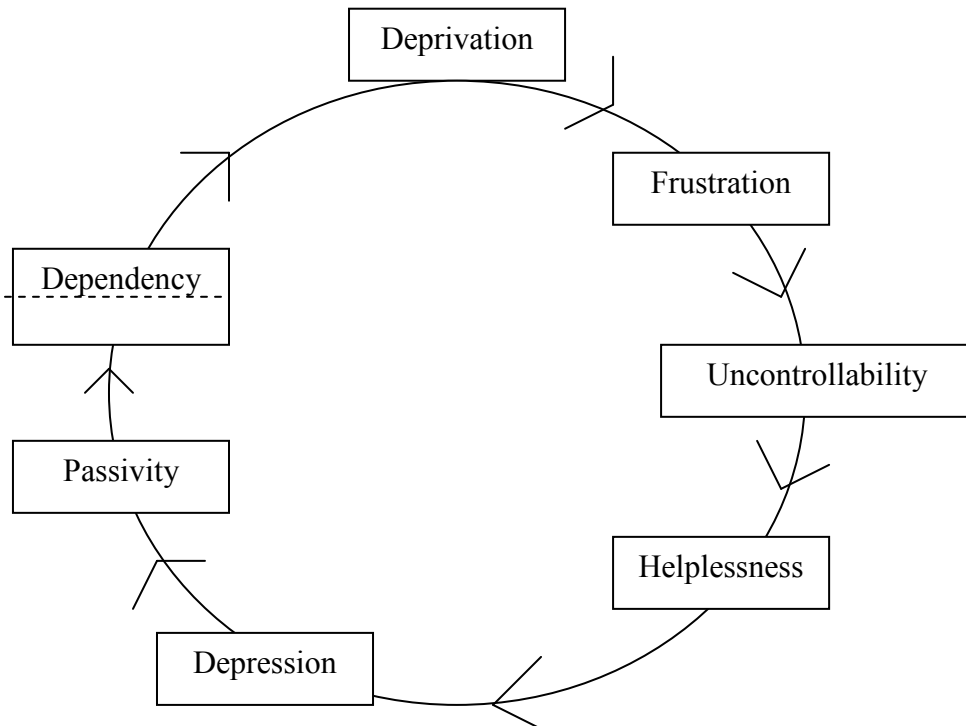 Deprivation
Frustration
Uncontrollability
Helplessness
Depression
Passivity
Dependency